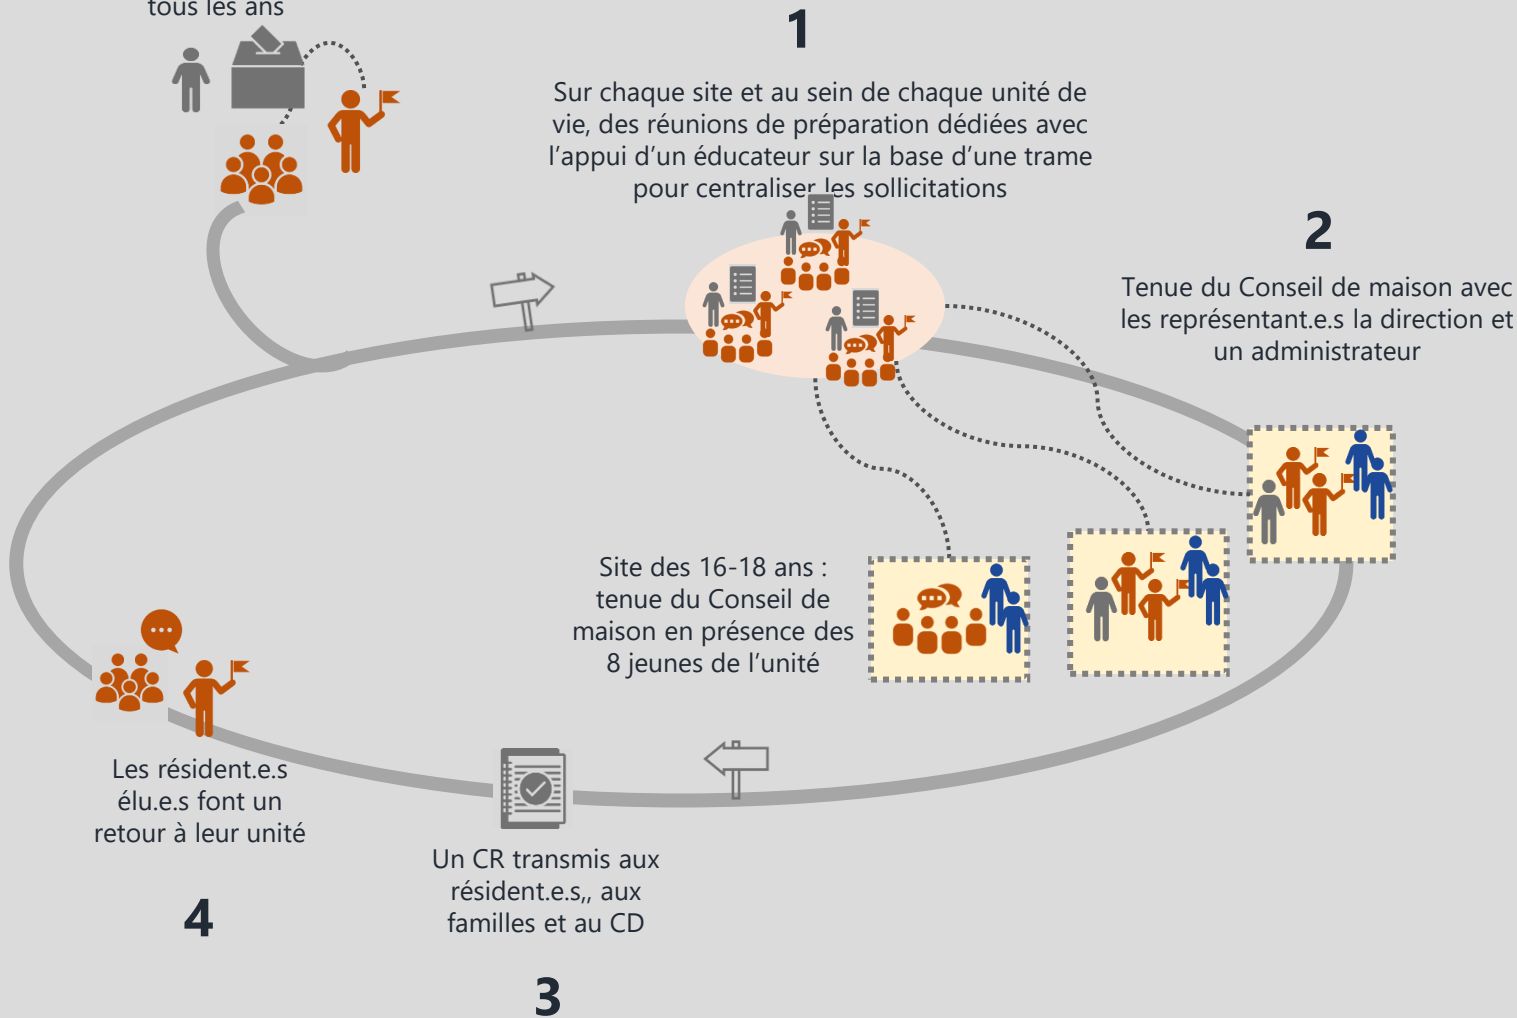 tous les ans
1
Sur chaque site et au sein de chaque unité de
vie, des réunions de préparation dédiées avec
l’appui d’un éducateur sur la base d’une trame
pour centraliser les sollicitations
2
Tenue du Conseil de maison avec
les représentant.e.s la direction et
un administrateur
Site des 16-18 ans :
tenue du Conseil de
maison en présence des
8 jeunes de l’unité
Les résident.e.s
élu.e.s font un
retour à leur unité
4
Un CR transmis aux
résident.e.s,, aux
familles et au CD
3